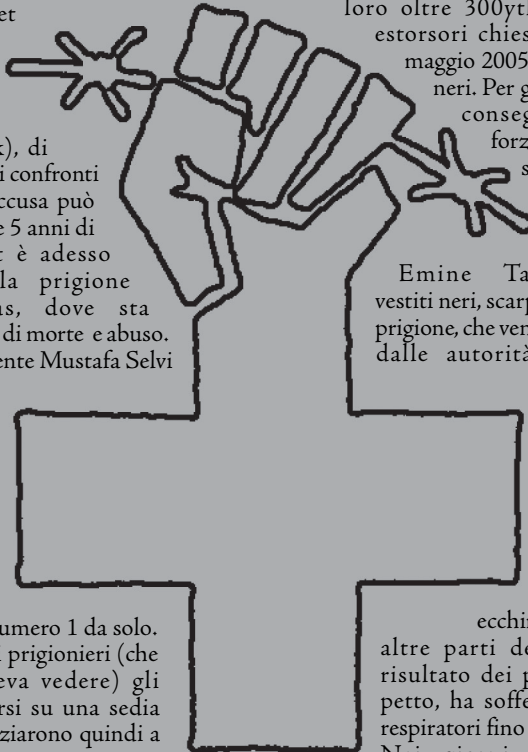 et
k), di
i confronti
ccusa può
e 5 anni di
t è adesso
la prigione
as, dove sta
di morte e abuso.
ente Mustafa Selvi
umero 1 da solo.
i prigionieri (che
eva vedere) gli
rsi su una sedia
ziarono quindi a
loro oltre 300ytl
estorsori chies
maggio 2005
neri. Per g
conseg
forz
s
Emine Ta
vestiti neri, scarp
prigione, che ven
dalle autorità
ecchi
altre parti de
risultato dei p
petto, ha soffe
respiratori fino